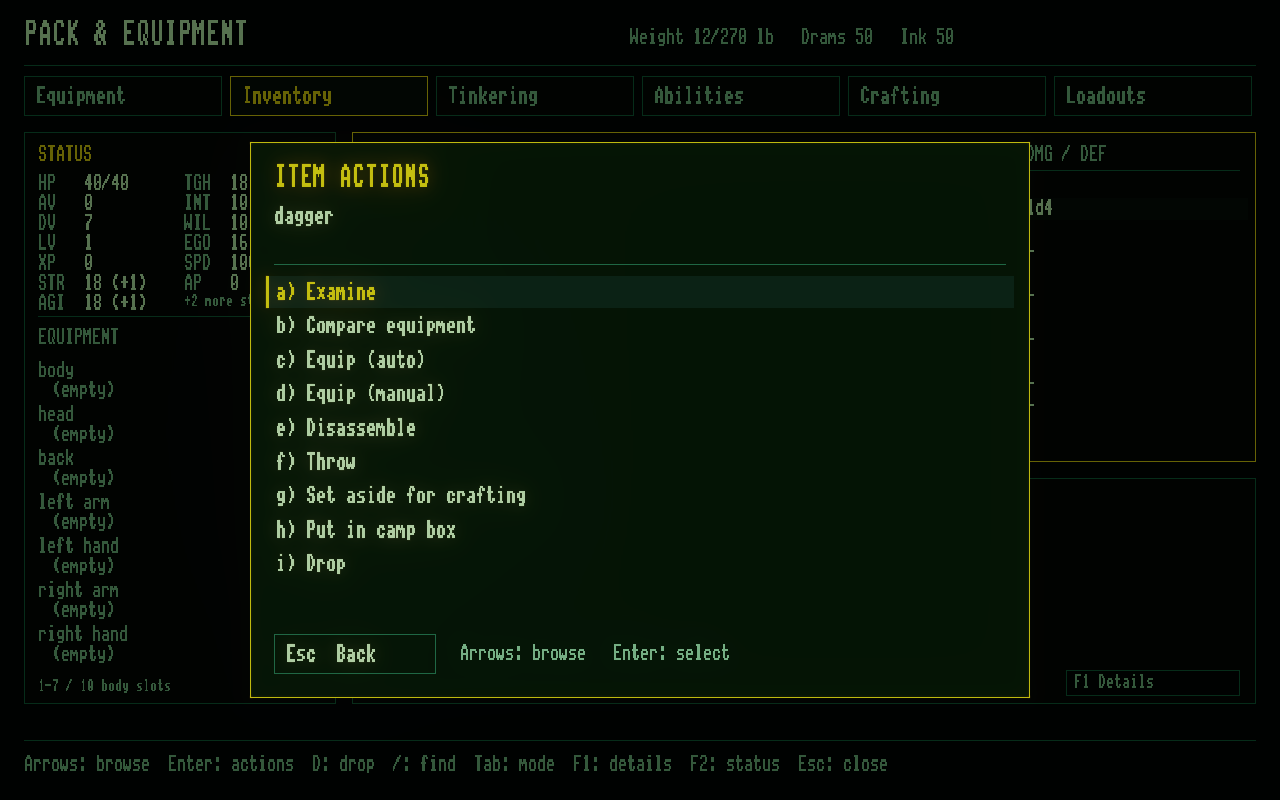 PACK & EQUIPMENT
Weight 12/270 lb Drams 50 Ink 50
Equipment Inventory Tinkering Abilities Crafting Loadouts
STATUS
HP 40/40 TGH 18
AV 0 INT 10
DV 7 WIL 10
LV 1 EGO 16
XP 0 SPD 10
STR 18 (+1) AP 0
AGI 18 (+1) +2 more
EQUIPMENT
body
(empty)
head
(empty)
back
(empty)
left arm
(empty)
left hand
(empty)
right arm
(empty)
right hand
(empty)
1-7 / 10 body slots
DMG / DEF
1d4
ITEM ACTIONS
dagger
a) Examine
b) Compare equipment
c) Equip (auto)
d) Equip (manual)
e) Disassemble
f) Throw
g) Set aside for crafting
h) Put in camp box
i) Drop
Esc Back Arrows: browse Enter: select
F1 Details
Arrows: browse Enter: actions D: drop /: find Tab: mode F1: details F2: status Esc: close